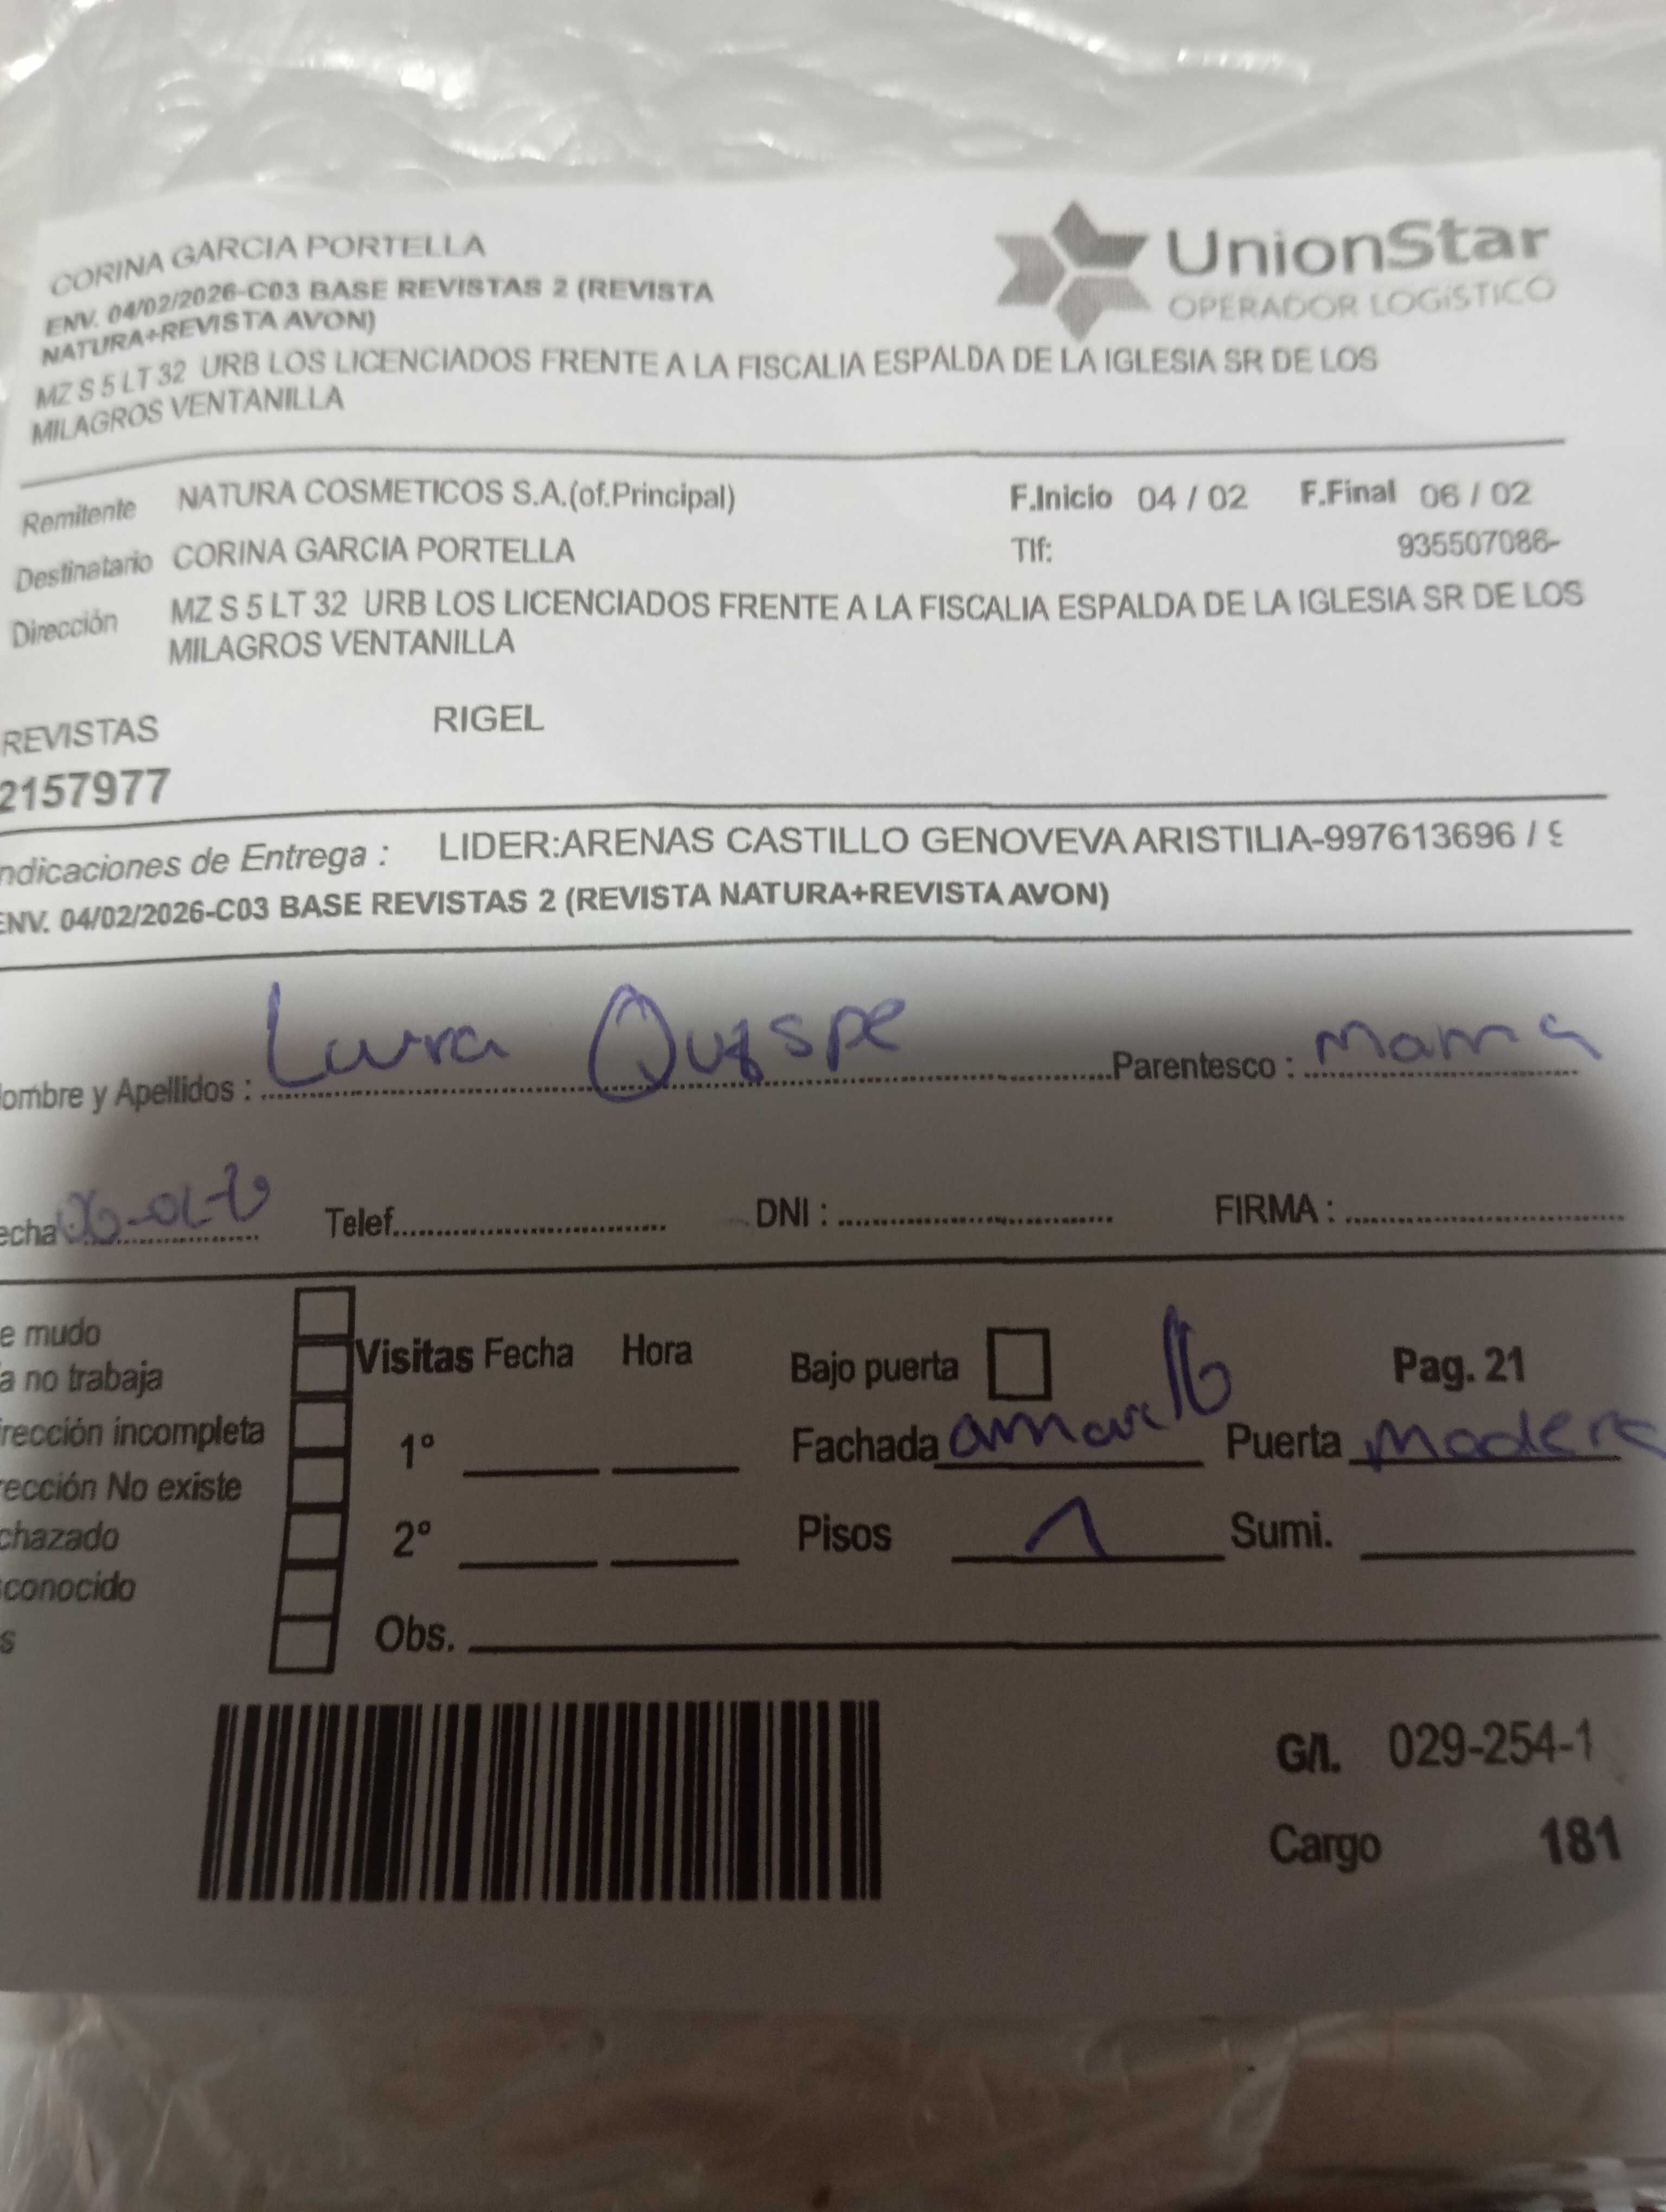 CORINA GARCIA PORTELLA
ENV. 04/02/2026-C03 BASE REVISTAS 2 (REVISTA
NATURA+REVISTA AVON)
MZ S 5 LT 32 URB LOS LICENCIADOS FRENTE A LA FISCALIA ESPALDA DE LA IGLESIA SR DE LOS
MILAGROS VENTANILLA
UnionStar
OPERADOR LOGÍSTICO
Remitente NATURA COSMETICOS S.A.(of.Principal) F.Inicio 04 / 02 F.Final 06 / 02
Destinatario CORINA GARCIA PORTELLA Tlf: 935507086-
Dirección MZ S 5 LT 32 URB LOS LICENCIADOS FRENTE A LA FISCALIA ESPALDA DE LA IGLESIA SR DE LOS
MILAGROS VENTANILLA
REVISTAS RIGEL
2157977
ndicaciones de Entrega : LIDER:ARENAS CASTILLO GENOVEVA ARISTILIA-997613696 / 9
ENV. 04/02/2026-C03 BASE REVISTAS 2 (REVISTA NATURA+REVISTA AVON)
ombre y Apellidos : Laura Quispe Parentesco : Mama
echa Telef. DNI : FIRMA :
e mudo
a no trabaja
rección incompleta
rección No existe
chazado
conocido
s
Visitas Fecha Hora
1°
2°
Obs.
Bajo puerta Pag. 21
Fachada amarillo Puerta Madera
Pisos 1 Sumi.
G/I. 029-254-1
Cargo 181